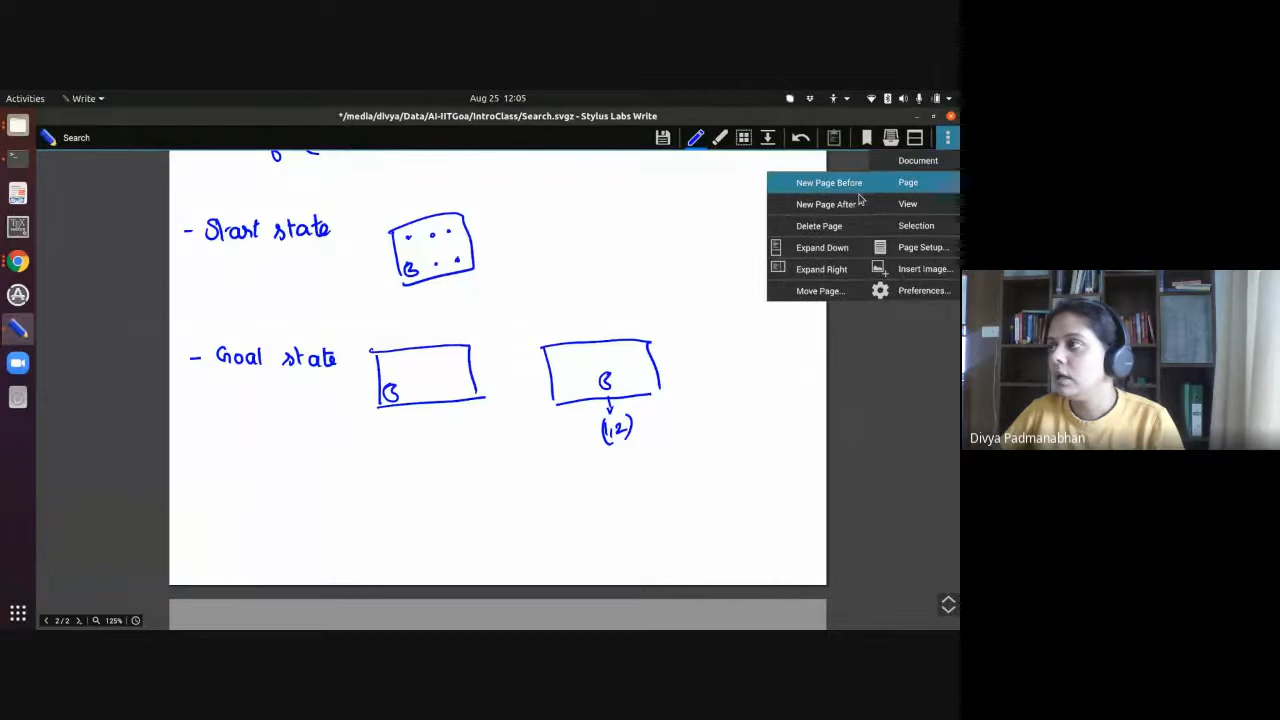 Activities
Write
Aug 25 12:05
*/media/divya/Data/AI-IITGoa/IntroClass/Search.svgz - Stylus Labs Write
Search
Document
New Page Before
Page
New Page After
View
Delete Page
Selection
Expand Down
Page Setup...
Expand Right
Insert Image...
Move Page...
Preferences...
- Start state
- Goal state
(1,2)
Divya Padmanabhan
2/2
125%